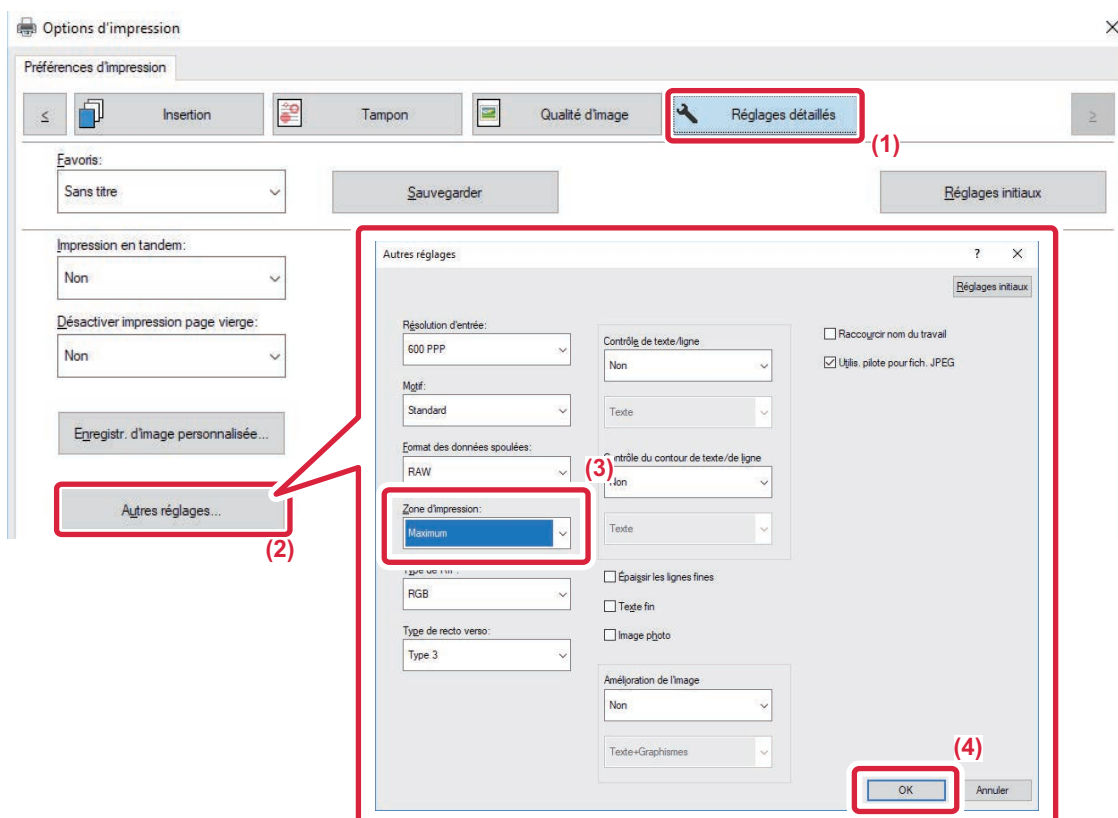 Options d'impression
Préférences d'impression
≤ Insertion Tampon Qualité d'image Réglages détaillés ≥
(1)
Favoris:
Sans titre Sauvegarder Réglages initiaux
Impression en tandem:
Non
Désactiver impression page vierge:
Non
Enregistr. d'image personnalisée...
Autres réglages...
(2)
Autres réglages ?
Réglages initiaux
Résolution d'entrée:
600 PPP
Motif:
Standard
Format des données spoulées:
RAW
(3)
Zone d'impression:
Maximum
RGB
Type de recto verso:
Type 3
Contrôle de texte/ligne
Non
Texte
Contrôle du contour de texte/de ligne
Non
Texte
Épaissir les lignes fines
Texte fin
Image photo
Amélioration de l'image
Non
Texte+Graphismes
Raccourcir nom du travail
Utilis. pilote pour fich. JPEG
(4)
OK Annuler